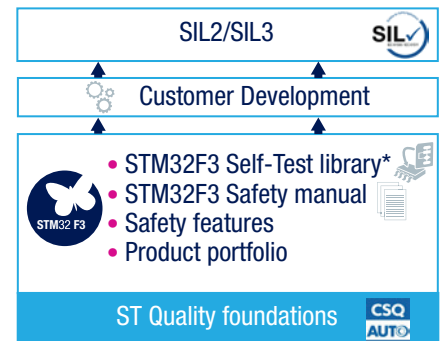 SIL2/SIL3
SIL
Customer Development
• STM32F3 Self-Test library*
• STM32F3 Safety manual
• Safety features
• Product portfolio
STM32 F3
ST Quality foundations
CSQ
AUTO